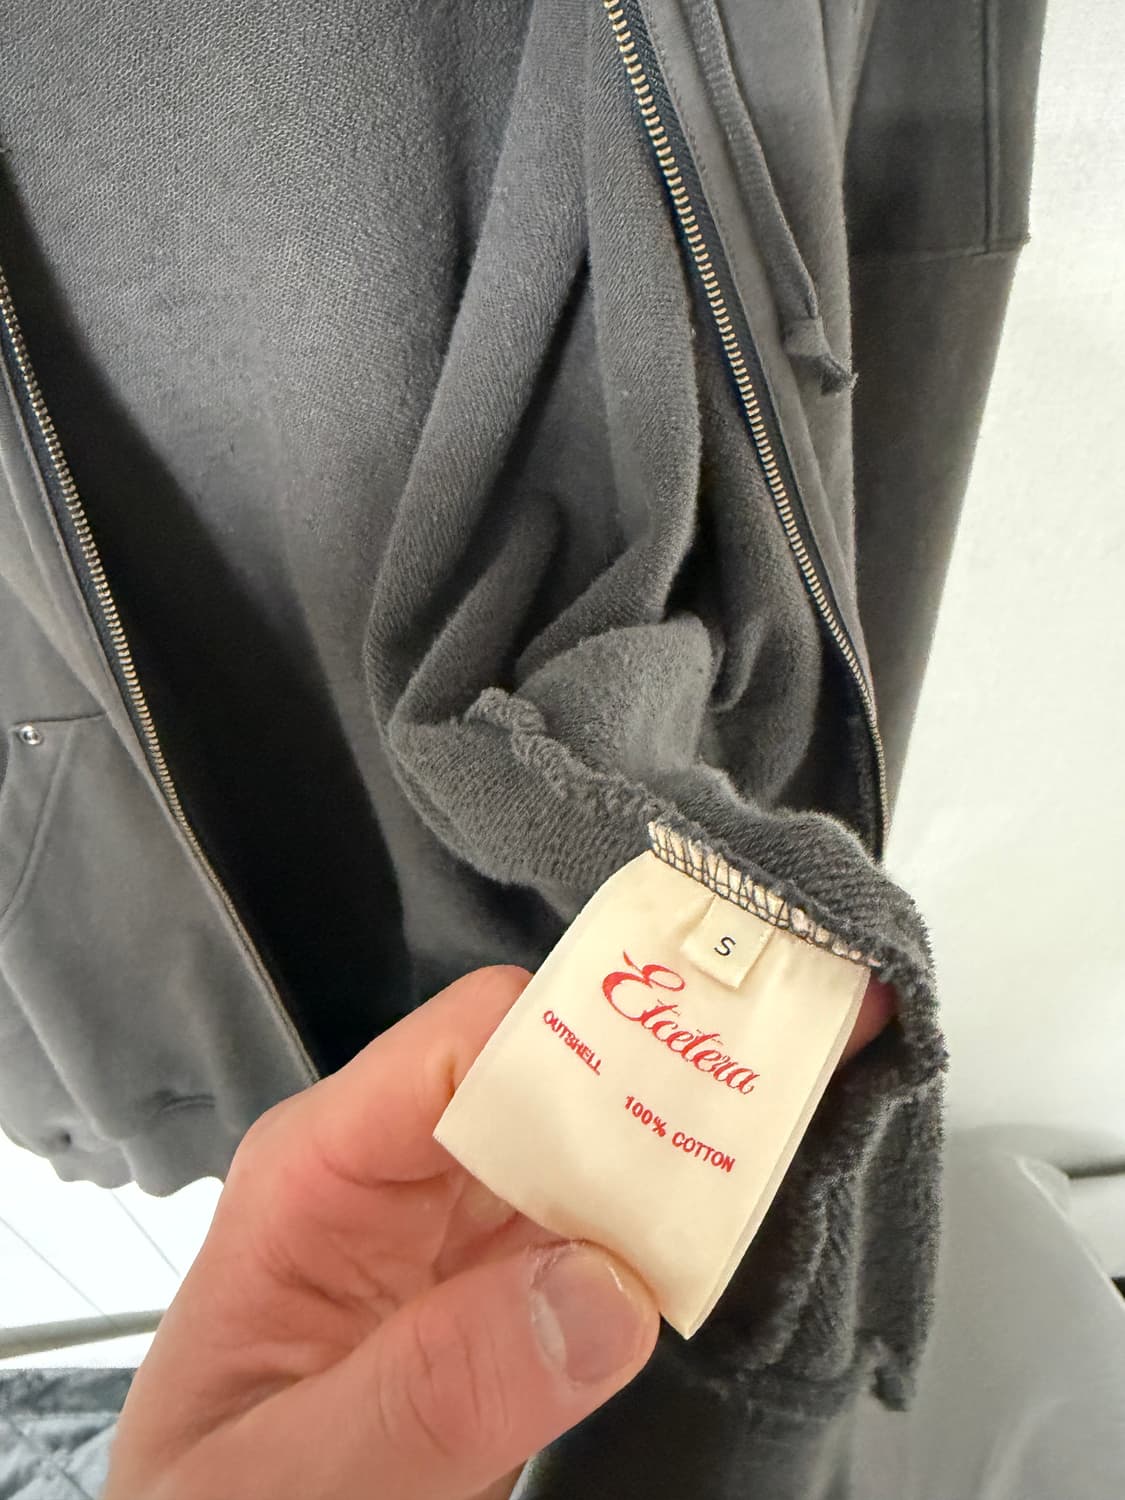 S
Etcetera
OUTSHELL
100% COTTON